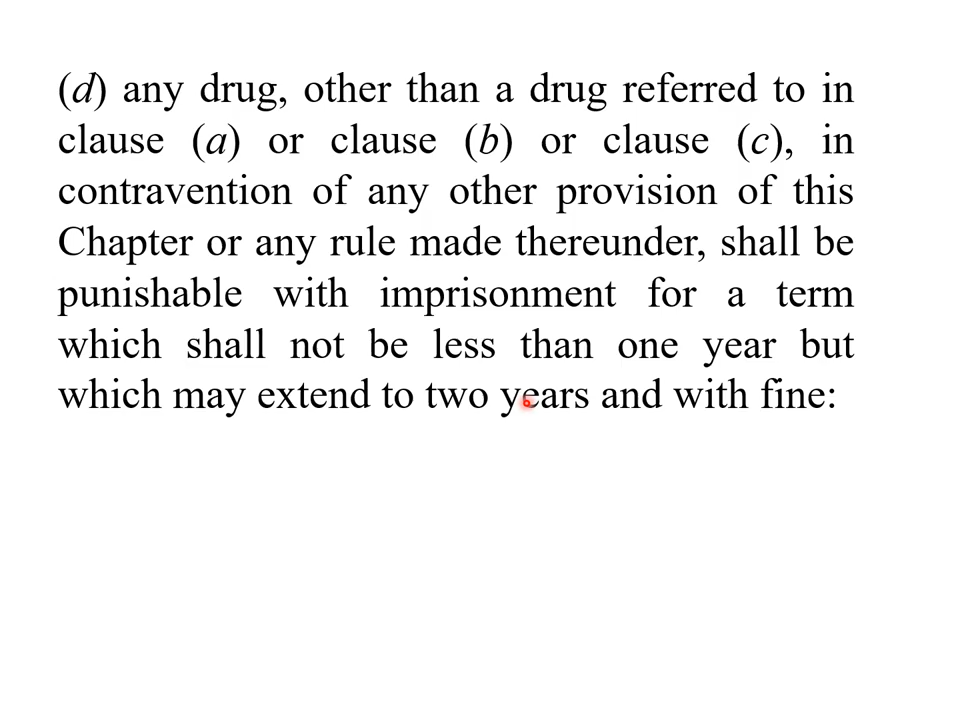 (d) any drug, other than a drug referred to in
clause (a) or clause (b) or clause (c), in
contravention of any other provision of this
Chapter or any rule made thereunder, shall be
punishable with imprisonment for a term
which shall not be less than one year but
which may extend to two years and with fine: